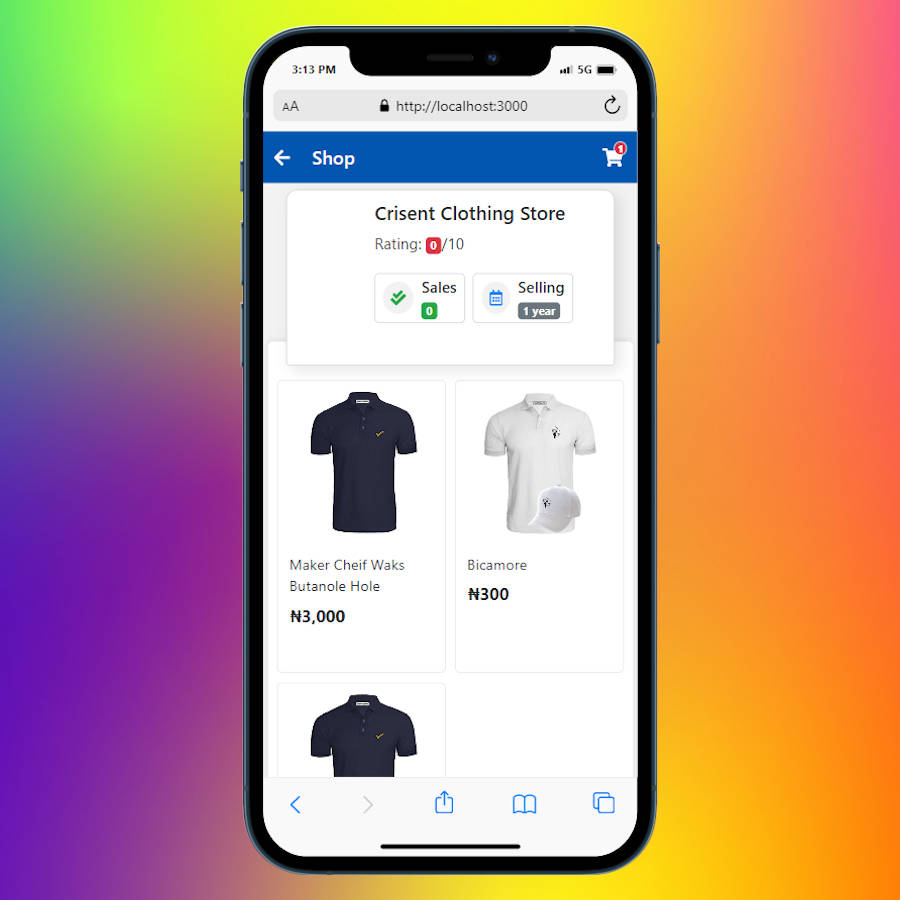 3:13 PM
5G
AA
http://localhost:3000
Shop
1
Crisent Clothing Store
Rating: 0/10
Sales
0
Selling
1 year
Maker Cheif Waks
Butanole Hole
₦3,000
Bicamore
₦300